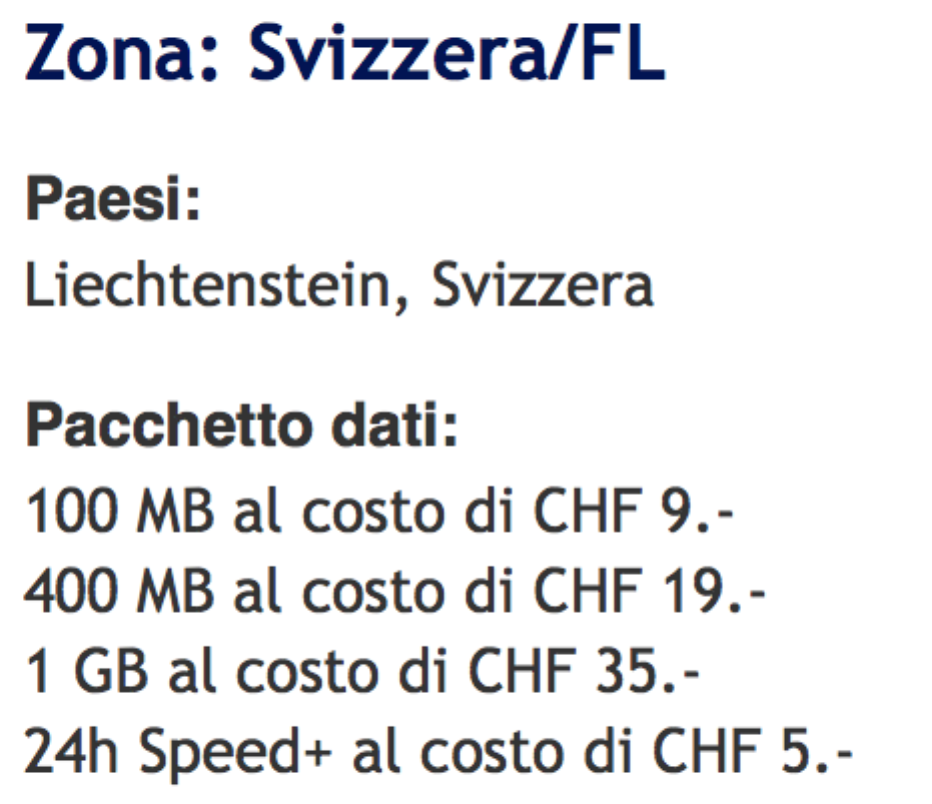 Zona: Svizzera/FL
Paesi:
Liechtenstein, Svizzera
Pacchetto dati:
100 MB al costo di CHF 9.-
400 MB al costo di CHF 19.-
1 GB al costo di CHF 35.-
24h Speed+ al costo di CHF 5.-